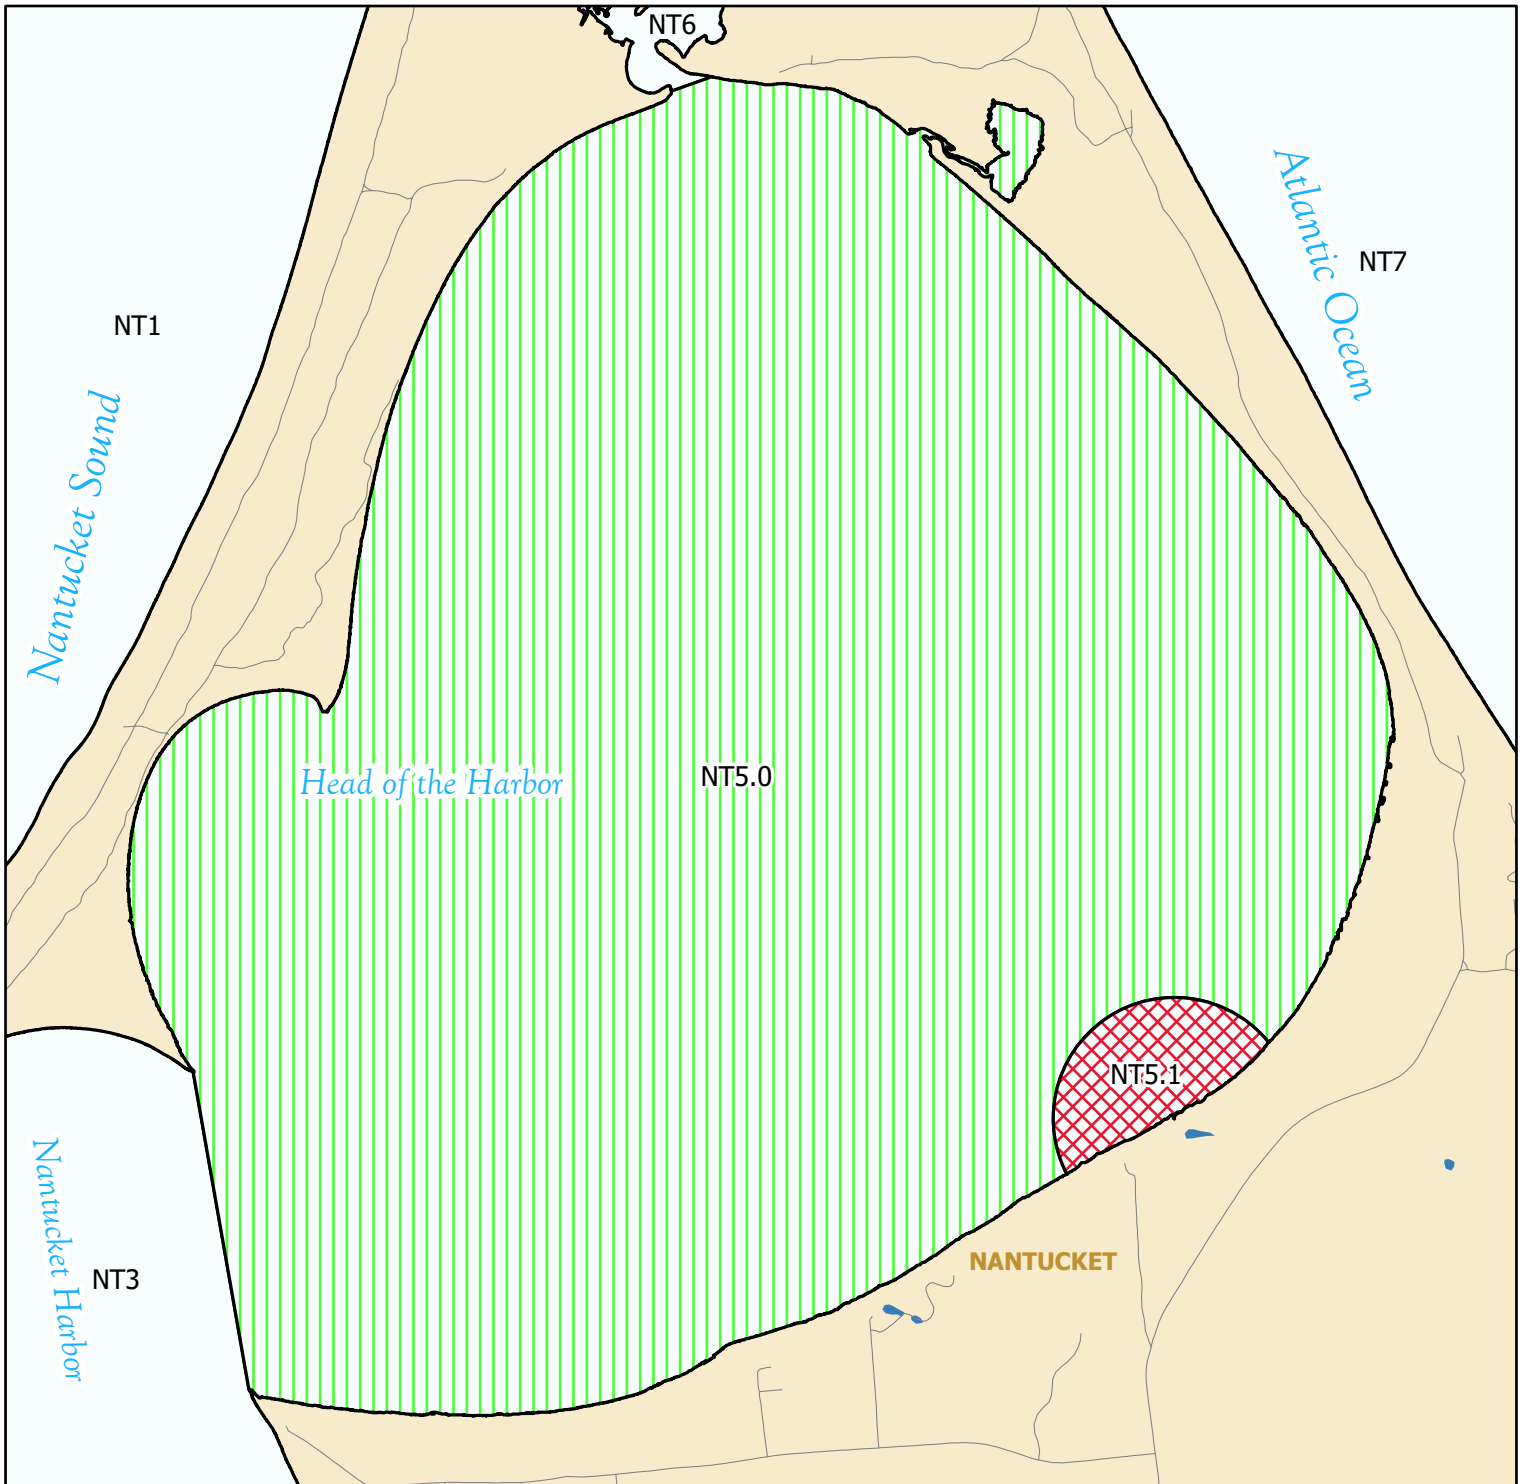 NT6
Atlantic Ocean
NT7
NT1
Nantucket Sound
Head of the Harbor
NT5.0
NT5.1
Nantucket Harbor
NT3
NANTUCKET